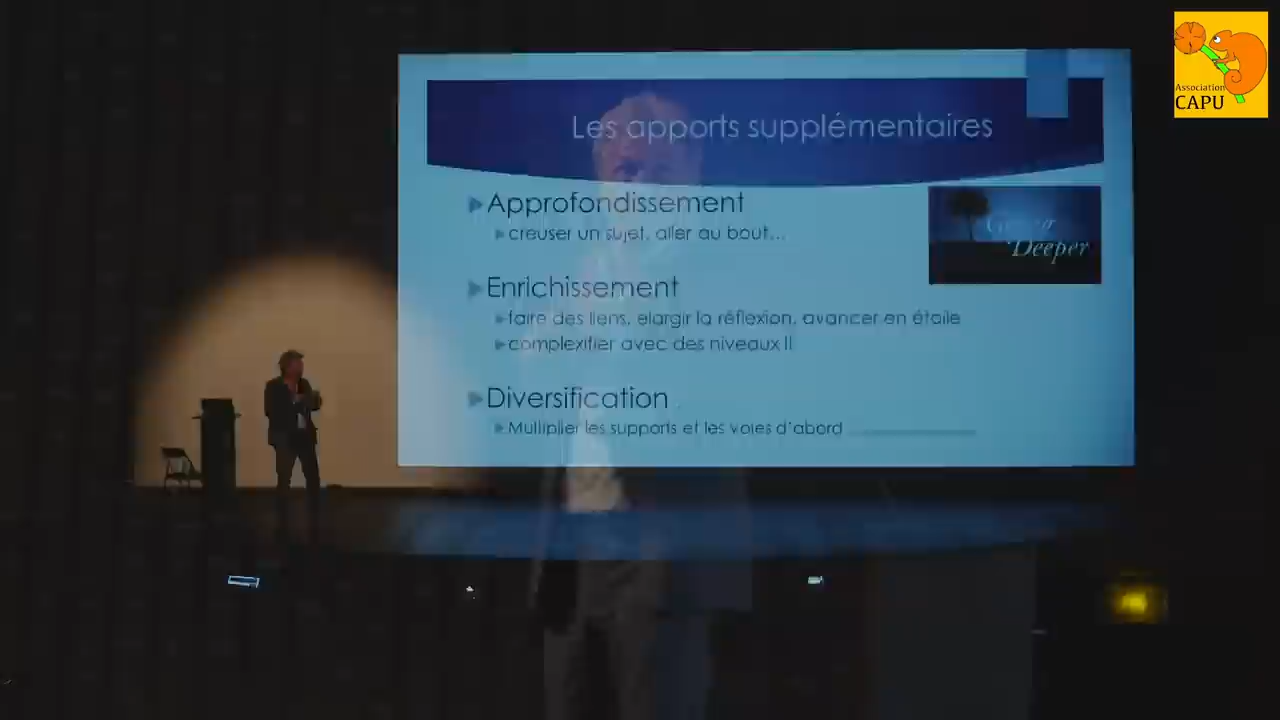 Association
CAPU
Les apports supplémentaires
Approfondissement
creuser un sujet, aller au bout...
Deeper
Enrichissement
faire des liens, elargir la réflexion, avancer en étoile
complexifier avec des niveaux II
Diversification
Multiplier les supports et les voies d'abord